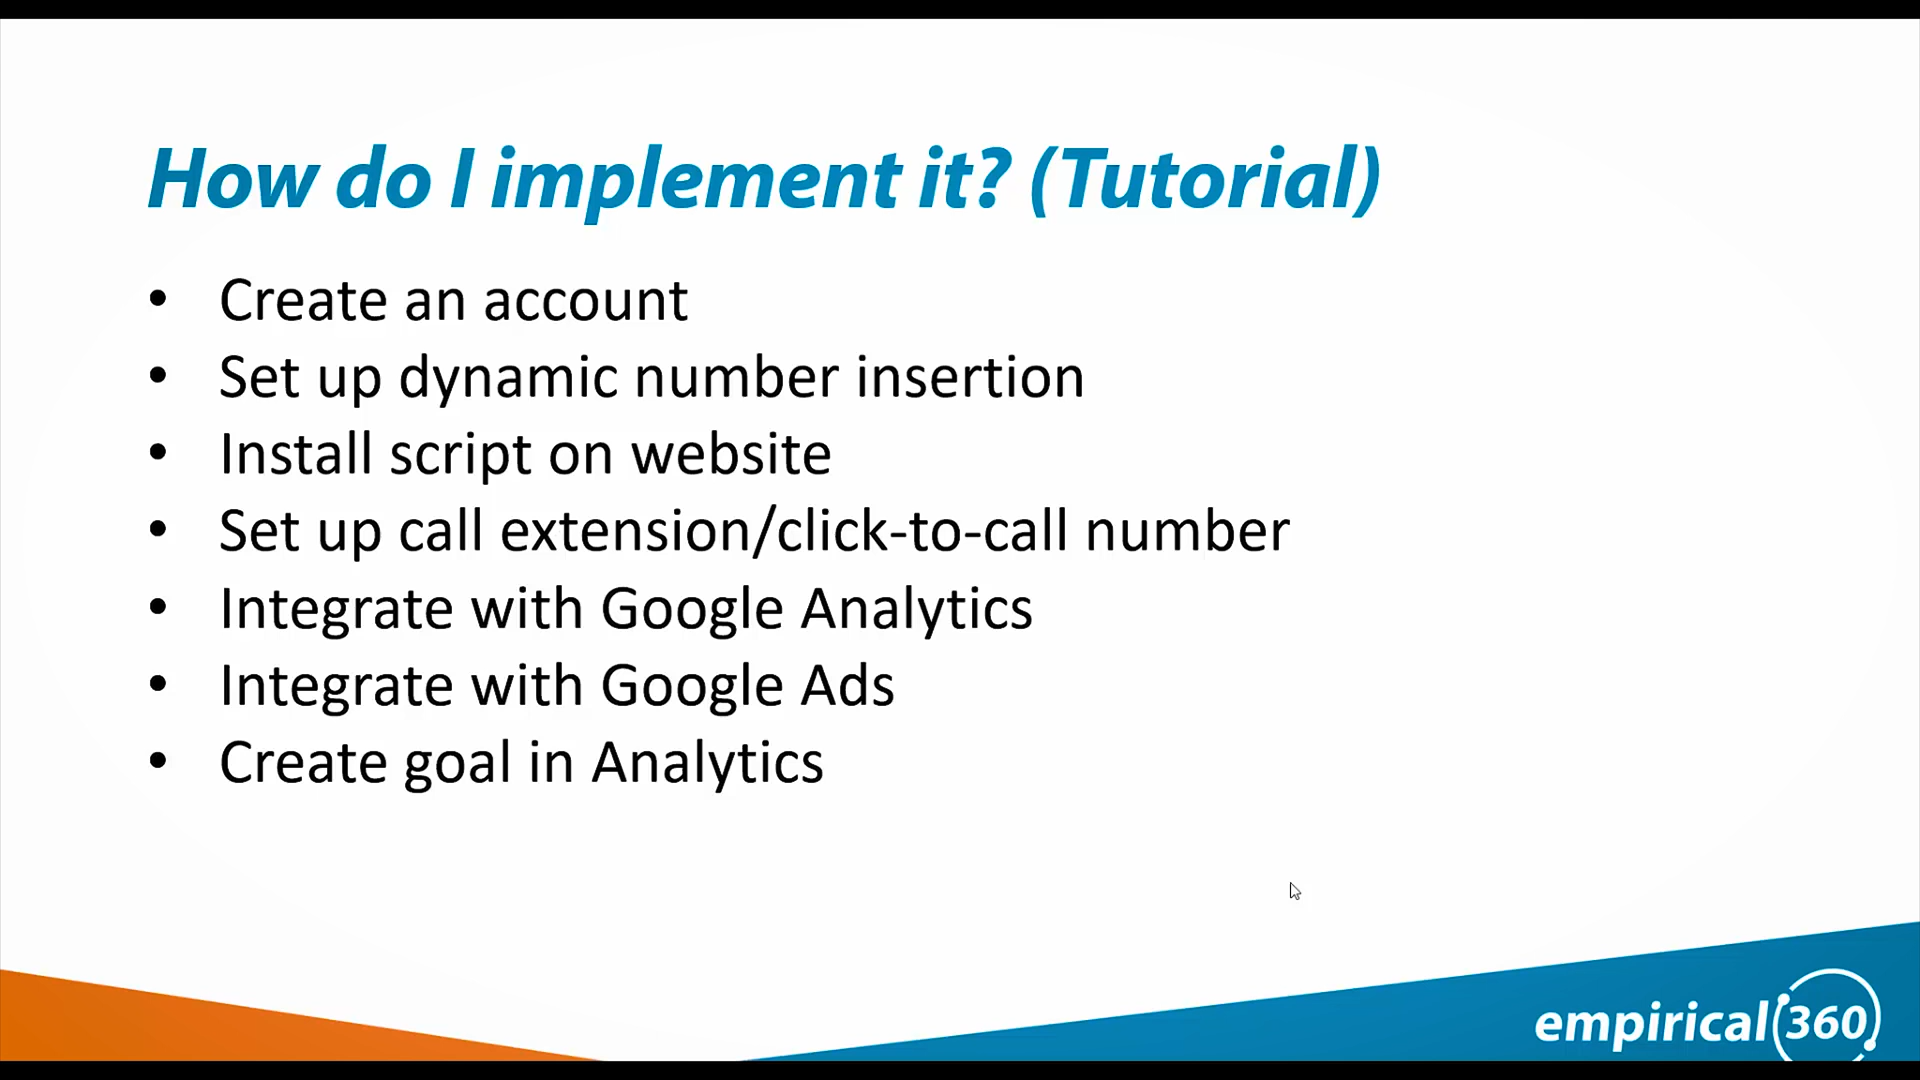 How do I implement it? (Tutorial)
• Create an account
• Set up dynamic number insertion
• Install script on website
• Set up call extension/click-to-call number
• Integrate with Google Analytics
• Integrate with Google Ads
• Create goal in Analytics
empirical 360